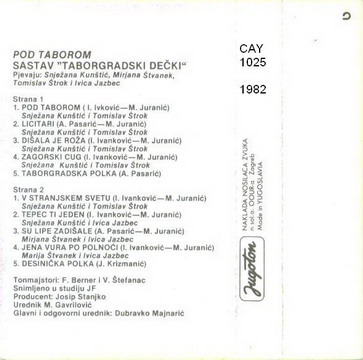 POD TABOROM
SASTAV "TABORGRADSKI DEČKI"
Pjevaju: Snježana Kunštić, Mirjana Štvanek,
Tomislav Štrok i Ivica Jazbec
Strana 1
1. POD TABOROM ( I. Ivković—M. Juranić)
Snježana Kunštić i Tomislav Štrok
2. LICITARI (A. Pasarić—M. Juranić)
Snježana Kunštić i Tomislav Štrok
3. DIŠALA JE ROŽA (I. Ivanković—M. Juranić)
Snježana Kunštić i Tomislav Štrok
4. ZAGORSKI CUG (I. Ivanković—M. Juranić)
Snježana Kunštić i Tomislav Štrok
5. TABORGRADSKA POLKA (A. Pasarić)
Strana 2
1. V STRANJSKEM SVETU (I. Ivanković—M. Juranić)
Snježana Kunštić i Tomislav Štrok
2. TEPEC TI JEDEN (I. Ivanković—M. Juranić)
Snježana Kunštić i Tomislav Štrok
3. SU LIPE ZADIŠALE (A. Pasarić—M. Juranić)
Mirjana Štvanek i Ivica Jazbec
4. JENA VURA PO POLNOČI (I. Ivanković—M. Juranić)
Marija Štvanek i Ivica Jazbec
5. DESINIČKA POLKA (J. Krizmanić)
Tonmajstori: F. Berner i V. Štefanac
Snimljeno u studiju JF
Producent: Josip Stanjko
Urednik M. Gavrilović
Glavni i odgovorni urednik: Dubravko Majnarić
CAY
1025
1982
NAKLADA NOSILACA ZVUKA
n sol.o. OOUR-a Zagreb
Made in YUGOSLAVIA
Jugoton